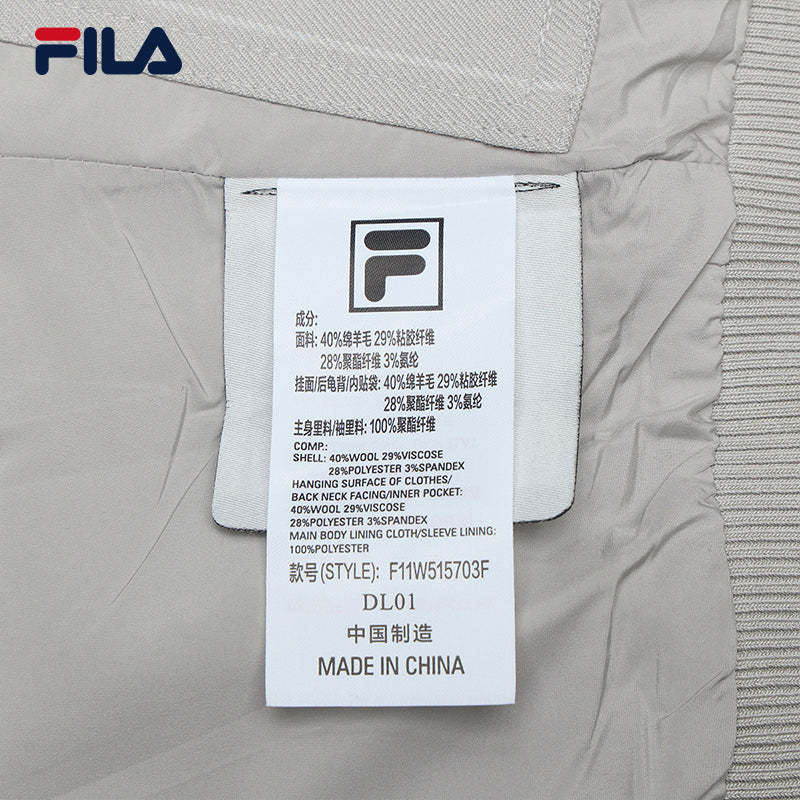 FILA
F
成分:
面料: 40%绵羊毛 29%粘胶纤维
28%聚酯纤维 3%氨纶
挂面/后龟背/内贴袋: 40%绵羊毛 29%粘胶纤维
28%聚酯纤维 3%氨纶
主身里料/袖里料: 100%聚酯纤维
COMP.:
SHELL: 40%WOOL 29%VISCOSE
28%POLYESTER 3%SPANDEX
HANGING SURFACE OF CLOTHES/
BACK NECK FACING/INNER POCKET:
40%WOOL 29%VISCOSE
28%POLYESTER 3%SPANDEX
MAIN BODY LINING CLOTH/SLEEVE LINING:
100%POLYESTER
款号(STYLE): F11W515703F
DL01
中国制造
MADE IN CHINA